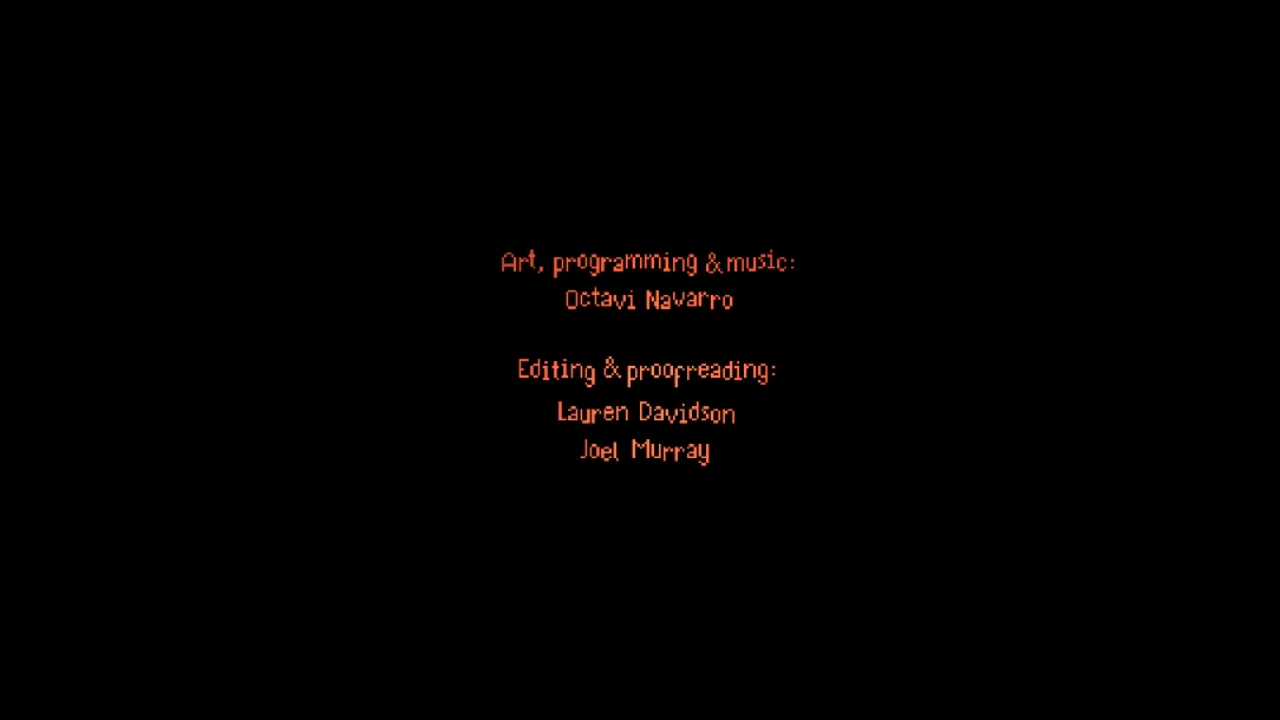 Art, programming & music:
Octavi Navarro
Editing & proofreading:
Lauren Davidson
Joel Murray